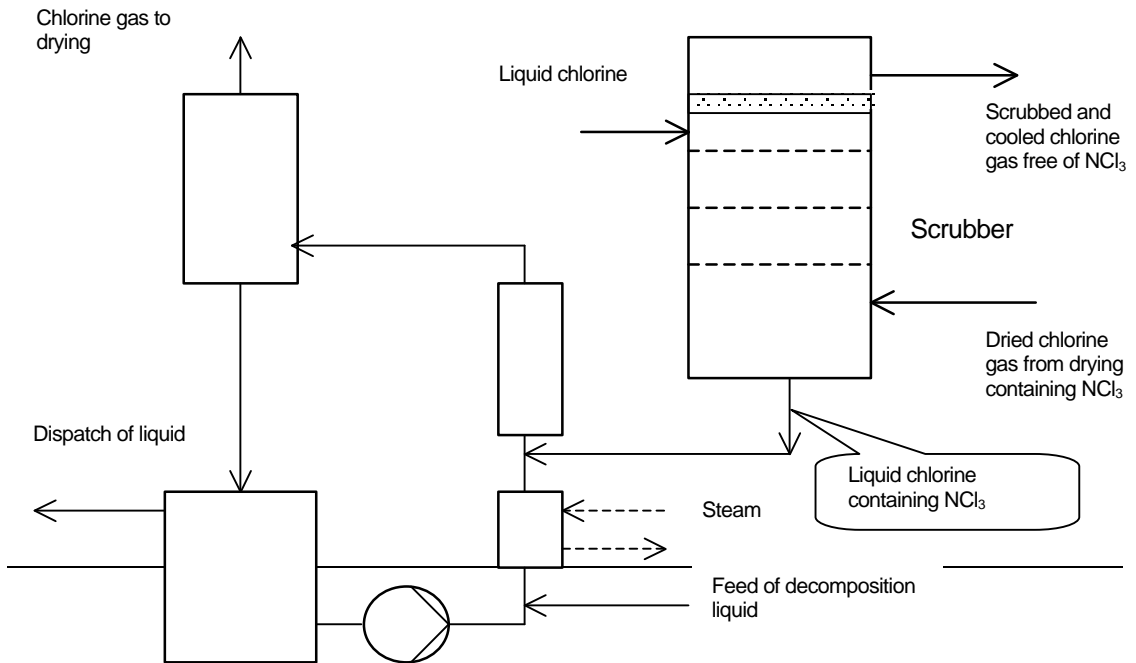 Chlorine gas to
drying
Liquid chlorine
Scrubbed and
cooled chlorine
gas free of NCl₃
Scrubber
Dried chlorine
gas from drying
containing NCl₃
Dispatch of liquid
Liquid chlorine
containing NCl₃
Steam
Feed of decomposition
liquid